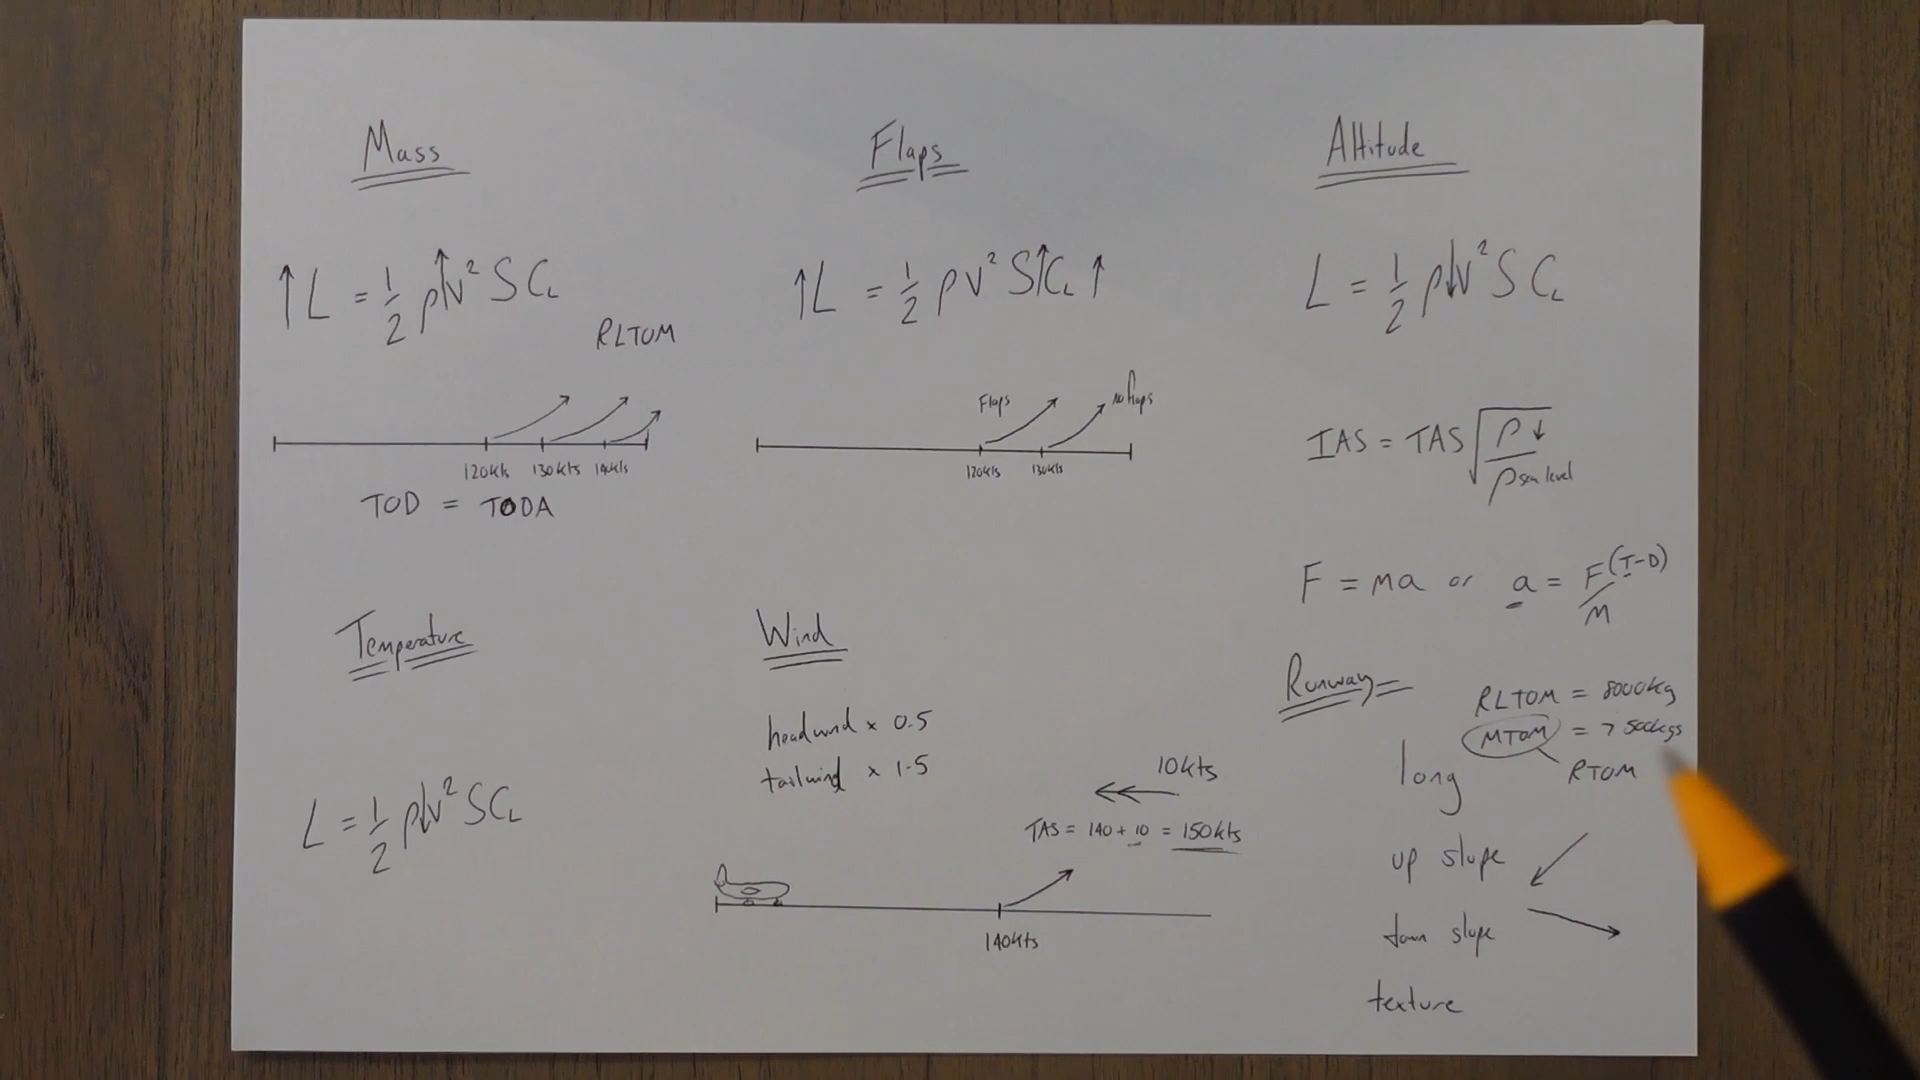 Mass
↑L = 1/2 ρ↑V² S CL
RLTOM
120kts 130kts 140kts
TOD = TODA
Flaps
↑L = 1/2 ρV² S↑CL↑
Flaps no flaps
120kts 130kts
Altitude
L = 1/2 ρ↓V² S CL
IAS = TAS √(ρ↓/ρ sea level)
F = ma or a = F(T-D)/M
Temperature
L = 1/2 ρ↓V² SCL
Wind
headwind x 0.5
tailwind x 1.5
10kts
TAS = 140 + 10 = 150kts
140kts
Runway
RLTOM = 8000kg
MTOM = 7500kgs
RTOM
long
up slope
down slope
texture